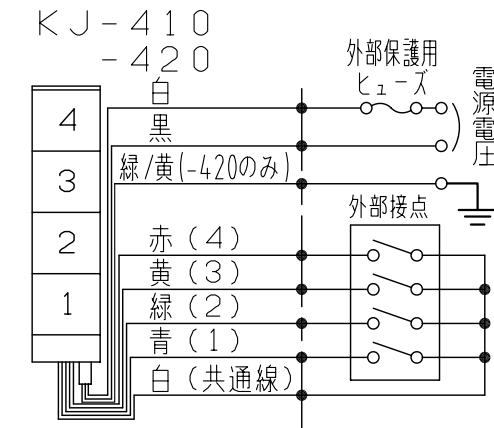 KJ-410
-420
外部保護用
ヒューズ
白
黒
緑/黄(-420のみ)
電源電圧
外部接点
赤(4)
黄(3)
緑(2)
青(1)
白(共通線)
4
3
2
1